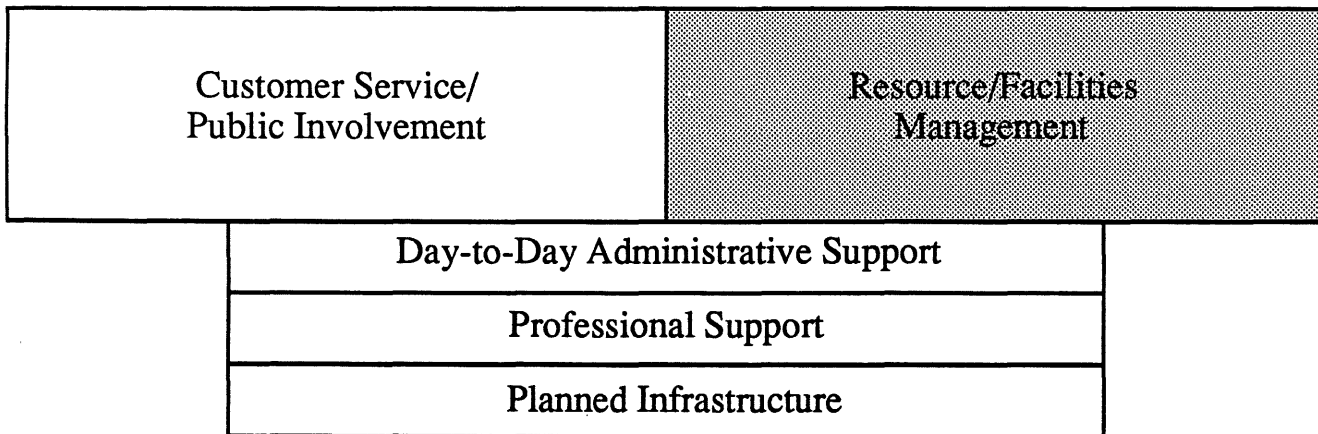 Customer Service/
Public Involvement
Resource/Facilities
Management
Day-to-Day Administrative Support
Professional Support
Planned Infrastructure